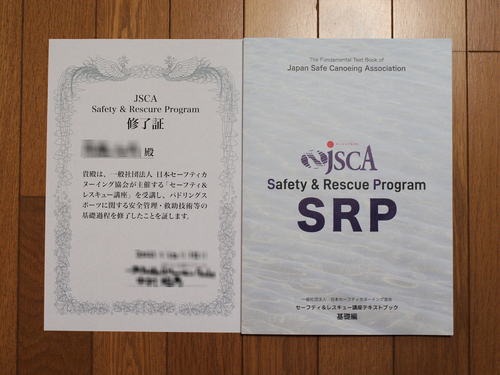 JSCA
Safety & Rescure Program
修了証
殿
貴殿は、一般社団法人 日本セーフティカ
ヌーイング協会が主催する「セーフティ&
レスキュー講座」を受講し、パドリングス
ポーツに関する安全管理・救助技術等の
基礎過程を修了したことを証します。
The Fundamental Text Book of
Japan Safe Canoeing Association
JSCA
Safety & Rescue Program
SRP
一般社団法人 日本セーフティカヌーイング協会
セーフティ&レスキュー講座テキストブック
基礎編